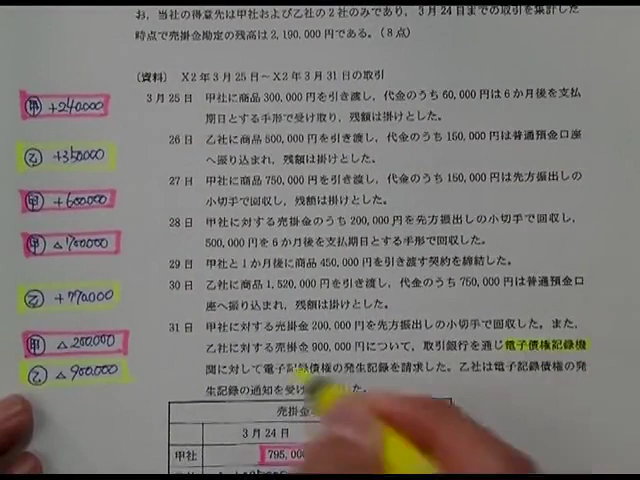 お，当社の得意先は甲社および乙社の2社のみであり，3月24日までの取引を集計した
時点で売掛金勘定の残高は2,190,000円である。（8点）
〔資料〕 X2年3月25日～X2年3月31日の取引
3月25日 甲社に商品300,000円を引き渡し，代金のうち60,000円は6か月後を支払
期日とする手形で受け取り，残額は掛けとした。
甲 +240,000
26日 乙社に商品500,000円を引き渡し，代金のうち150,000円は普通預金口座
へ振り込まれ，残額は掛けとした。
乙 +350,000
27日 甲社に商品750,000円を引き渡し，代金のうち150,000円は先方振出しの
小切手で回収し，残額は掛けとした。
甲 +600,000
28日 甲社に対する売掛金のうち200,000円を先方振出しの小切手で回収し，
500,000円を6か月後を支払期日とする手形で回収した。
甲 △700,000
29日 甲社と1か月後に商品450,000円を引き渡す契約を締結した。
30日 乙社に商品1,520,000円を引き渡し，代金のうち750,000円は普通預金口
座へ振り込まれ，残額は掛けとした。
乙 +770,000
31日 甲社に対する売掛金200,000円を先方振出しの小切手で回収した。また，
乙社に対する売掛金900,000円について，取引銀行を通じ電子債権記録機
関に対して電子記録債権の発生記録を請求した。乙社は電子記録債権の発
生記録の通知を受け た。
甲 △200,000
乙 △900,000
売掛金
3月24日
甲社 795,00